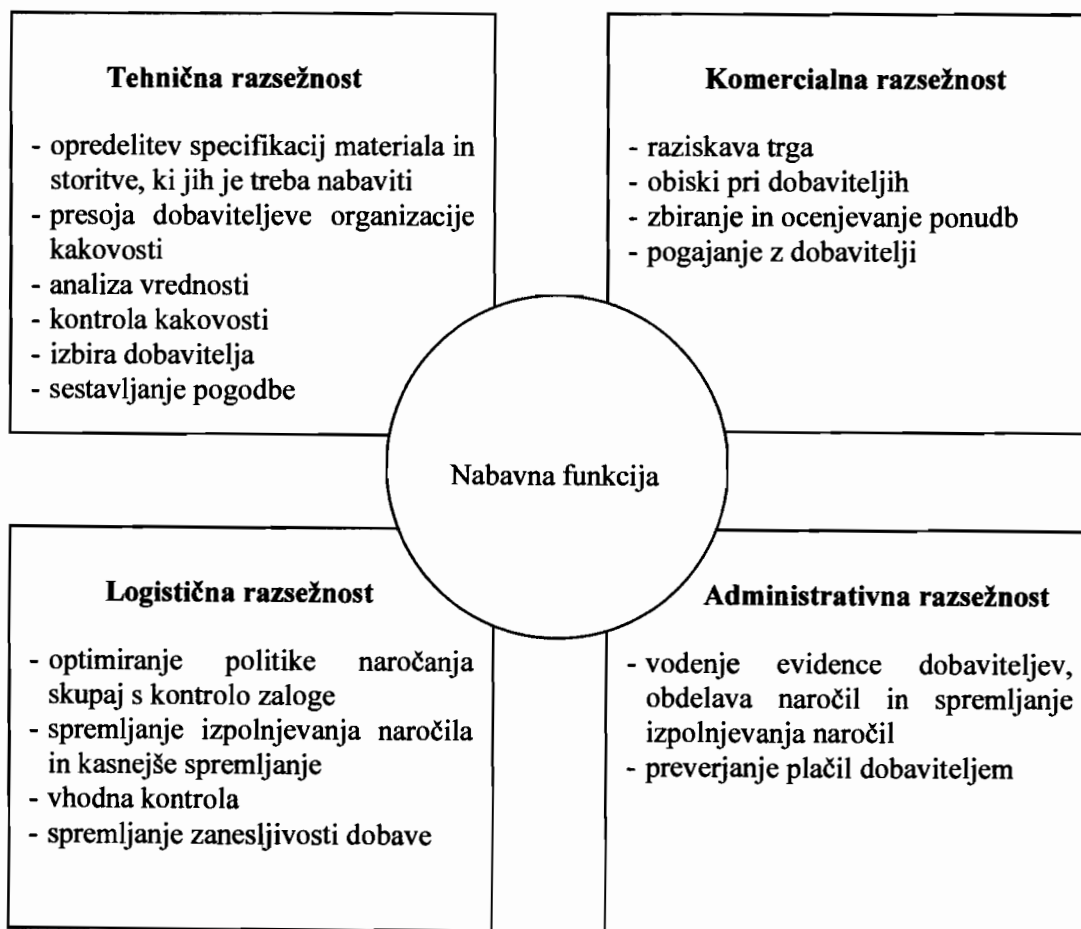 Tehnična razsežnost
- opredelitev specifikacij materiala in
storitve, ki jih je treba nabaviti
- presoja dobaviteljeve organizacije
kakovosti
- analiza vrednosti
- kontrola kakovosti
- izbira dobavitelja
- sestavljanje pogodbe
Komercialna razsežnost
- raziskava trga
- obiski pri dobaviteljih
- zbiranje in ocenjevanje ponudb
- pogajanje z dobavitelji
Nabavna funkcija
Logistična razsežnost
- optimiranje politike naročanja
skupaj s kontrolo zaloge
- spremljanje izpolnjevanja naročila
in kasnejše spremljanje
- vhodna kontrola
- spremljanje zanesljivosti dobave
Administrativna razsežnost
- vodenje evidence dobaviteljev,
obdelava naročil in spremljanje
izpolnjevanja naročil
- preverjanje plačil dobaviteljem